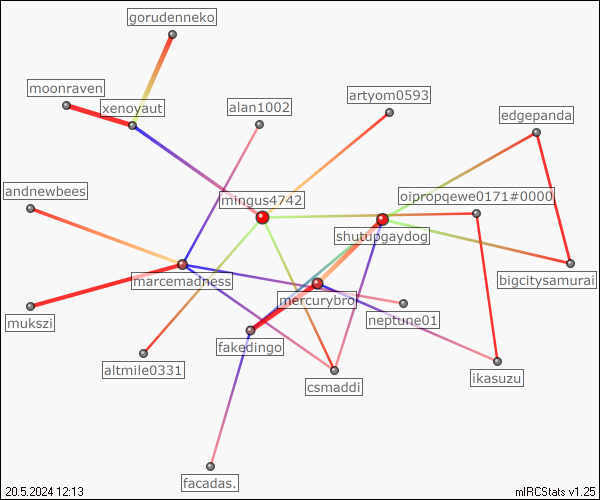 gorudenneko
moonraven
xenoyaut
alan1002
artyom0593
edgepanda
andnewbees
mingus4742
oipropqewe0171#0000
shutupgaydog
marcemadness
bigcitysamurai
mercurybro
mukszi
neptune01
fakedingo
altmile0331
csmaddi
ikasuzu
facadas.
20.5.2024 12:13
mIRCStats v1.25